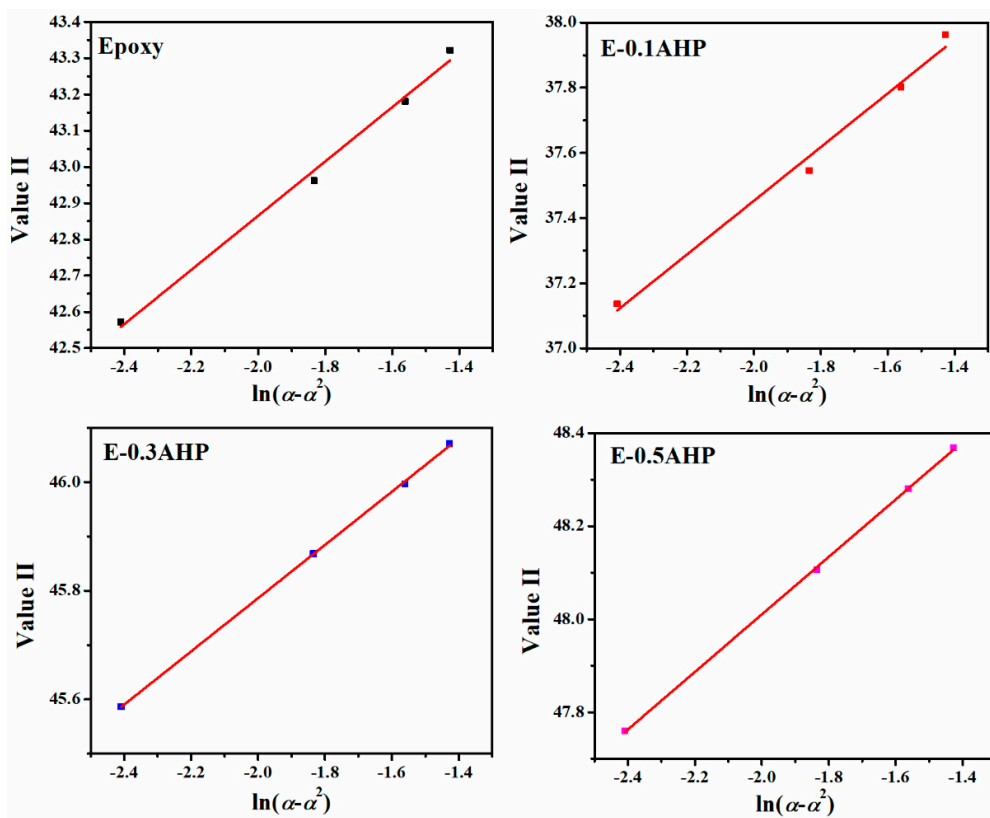 Epoxy
Value II
43.4
43.3
43.2
43.1
43.0
42.9
42.8
42.7
42.6
42.5
-2.4 -2.2 -2.0 -1.8 -1.6 -1.4
ln(α-α²)
E-0.1AHP
Value II
38.0
37.8
37.6
37.4
37.2
37.0
-2.4 -2.2 -2.0 -1.8 -1.6 -1.4
ln(α-α²)
E-0.3AHP
Value II
46.0
45.8
45.6
-2.4 -2.2 -2.0 -1.8 -1.6 -1.4
ln(α-α²)
E-0.5AHP
Value II
48.4
48.2
48.0
47.8
-2.4 -2.2 -2.0 -1.8 -1.6 -1.4
ln(α-α²)